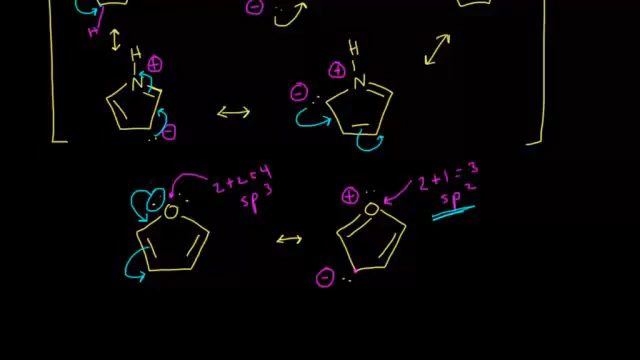 H
H
H
+
+
N
N
−
−
−
2+2=4
sp3
2+1=3
sp2
+
O
O
−